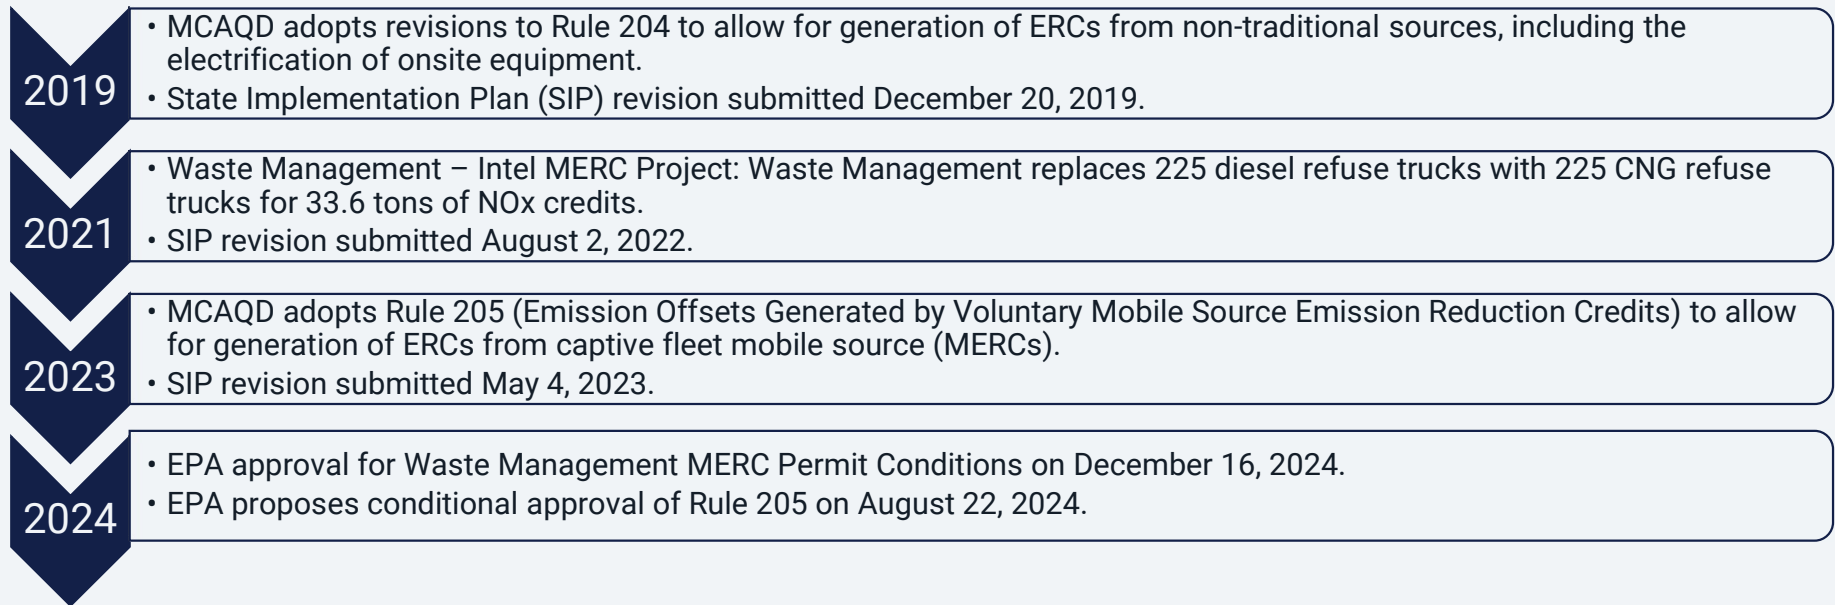 2019
• MCAQD adopts revisions to Rule 204 to allow for generation of ERCs from non-traditional sources, including the
electrification of onsite equipment.
• State Implementation Plan (SIP) revision submitted December 20, 2019.
2021
• Waste Management – Intel MERC Project: Waste Management replaces 225 diesel refuse trucks with 225 CNG refuse
trucks for 33.6 tons of NOx credits.
• SIP revision submitted August 2, 2022.
2023
• MCAQD adopts Rule 205 (Emission Offsets Generated by Voluntary Mobile Source Emission Reduction Credits) to allow
for generation of ERCs from captive fleet mobile source (MERCs).
• SIP revision submitted May 4, 2023.
2024
• EPA approval for Waste Management MERC Permit Conditions on December 16, 2024.
• EPA proposes conditional approval of Rule 205 on August 22, 2024.